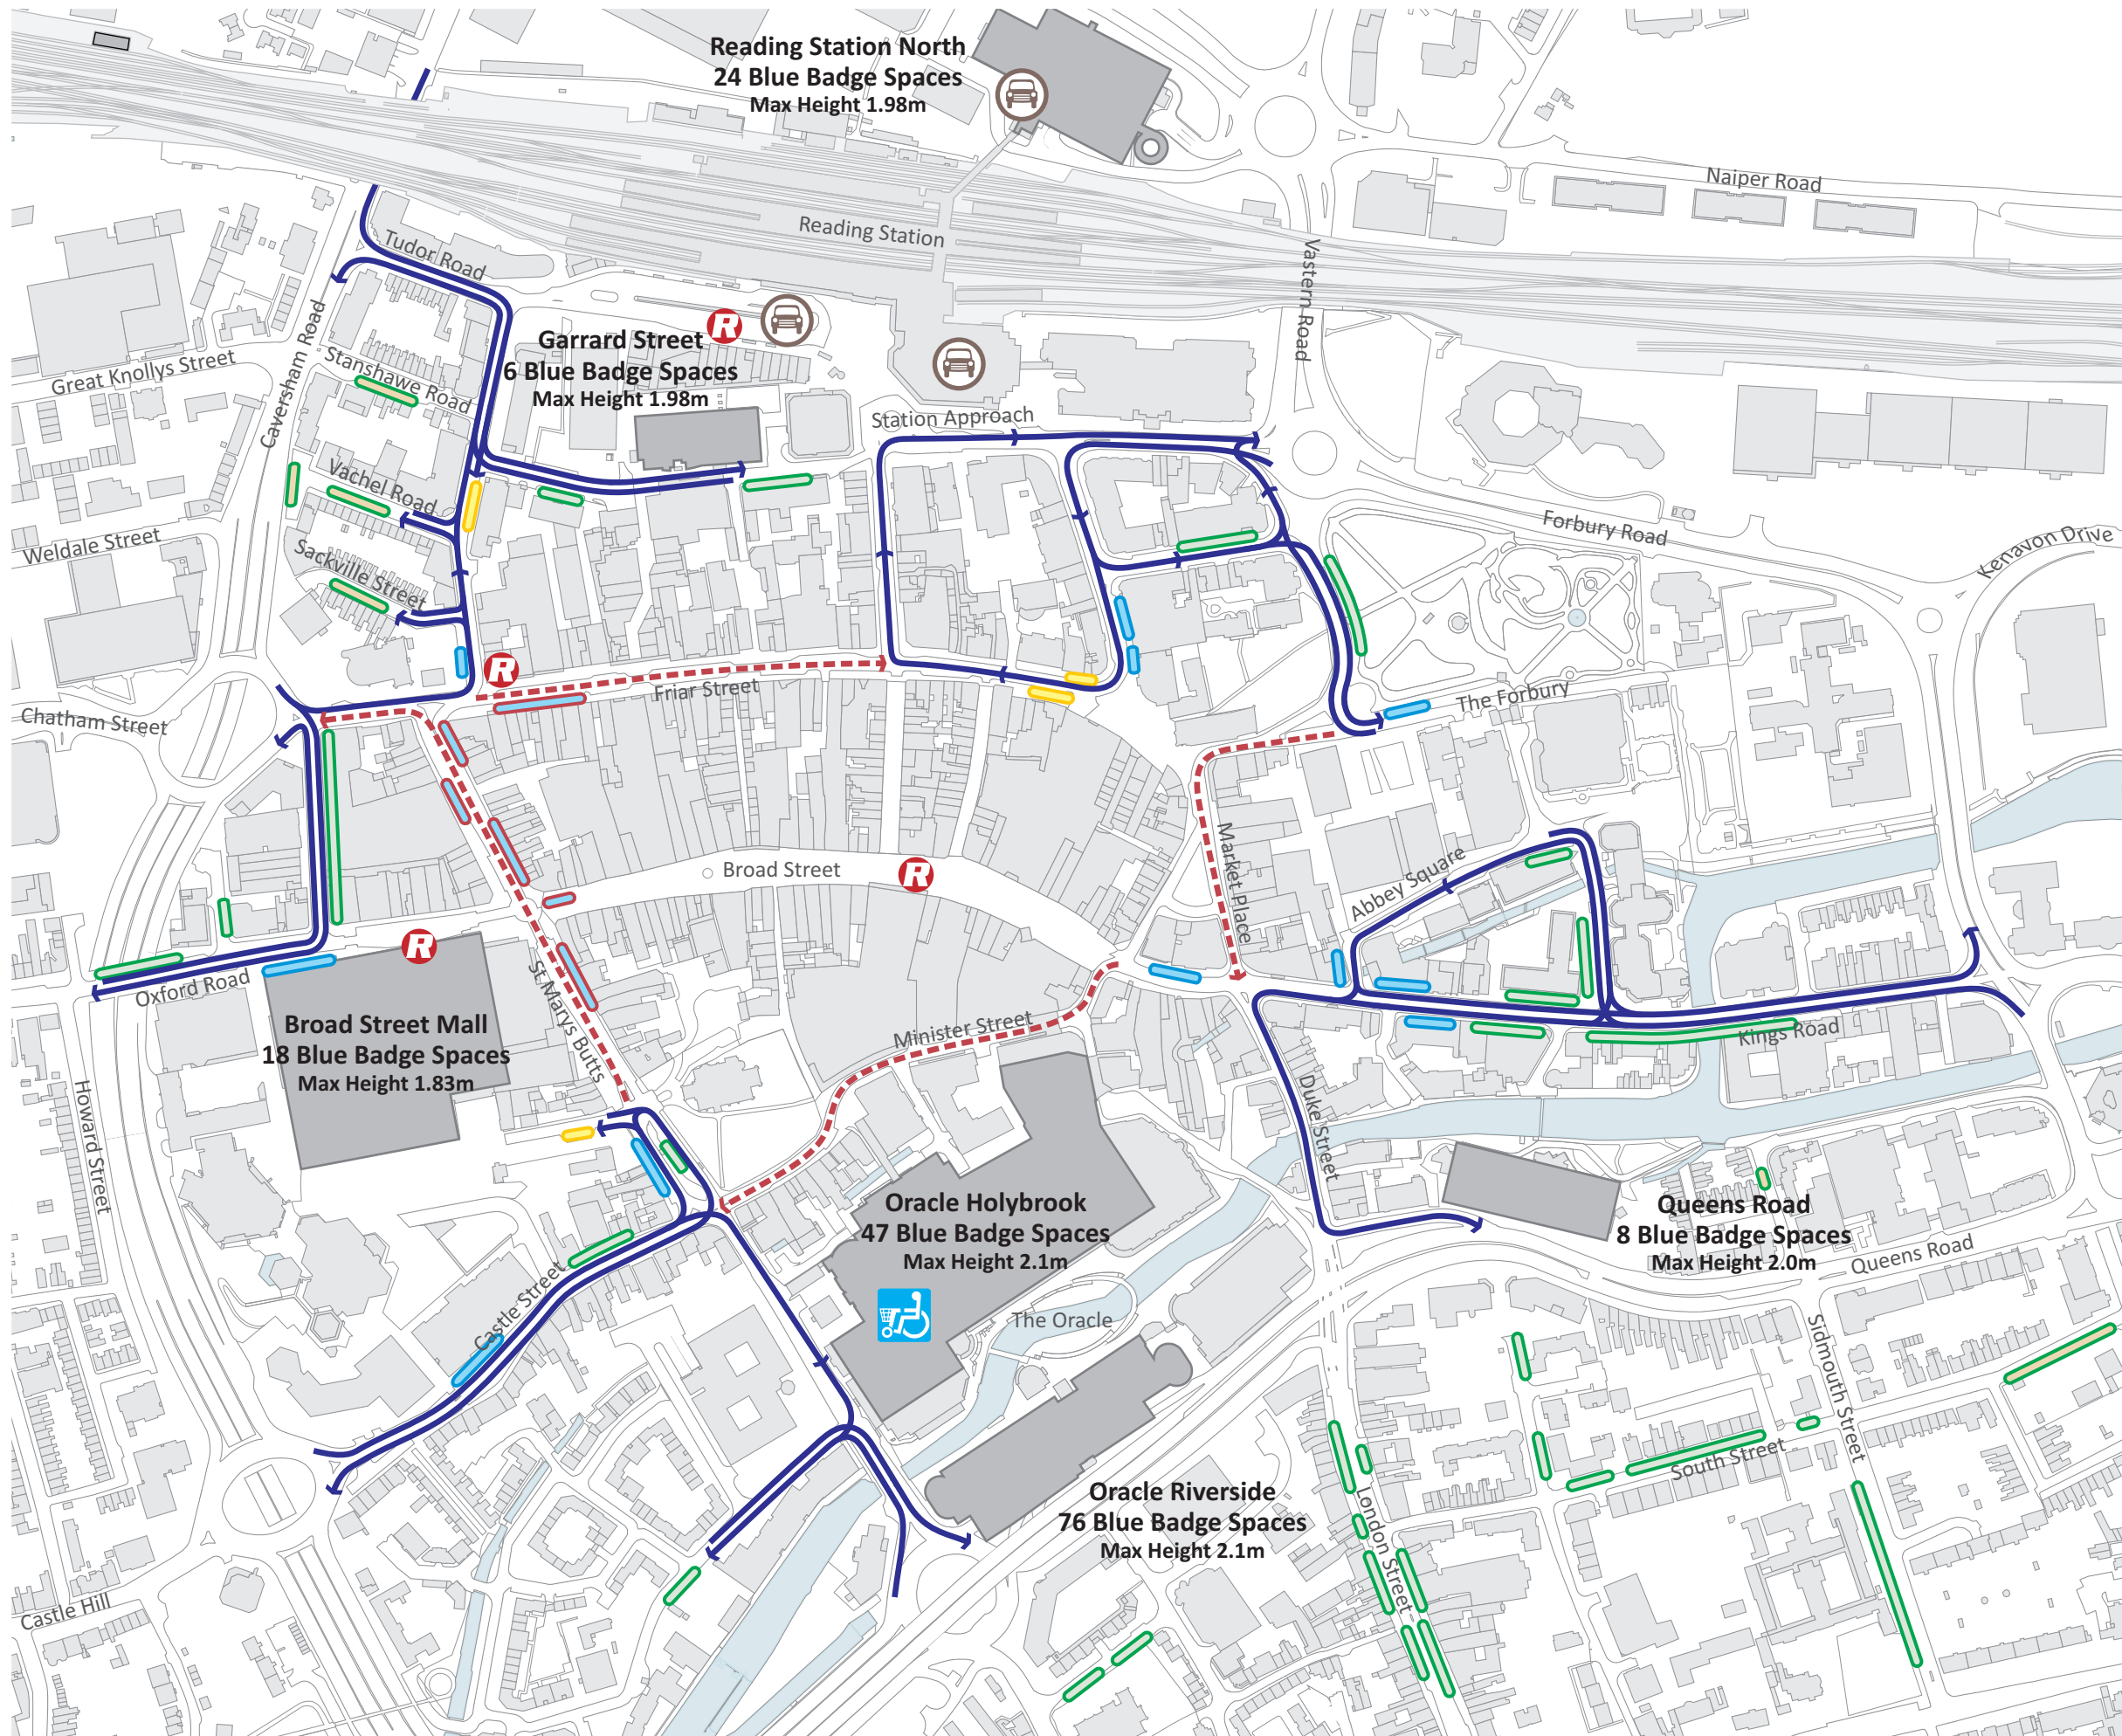 Reading Station North
24 Blue Badge Spaces
Max Height 1.98m
Naiper Road
Reading Station
Vastern Road
Tudor Road
R
Garrard Street
6 Blue Badge Spaces
Max Height 1.98m
Caversham Road
Great Knollys Street
Stanshawe Road
Station Approach
Vachel Road
Forbury Road
Kenavon Drive
Weldale Street
Sackville Street
R
Friar Street
The Forbury
Chatham Street
Broad Street
R
Market Place
Abbey Square
R
Oxford Road
St. Marys Butts
Broad Street Mall
18 Blue Badge Spaces
Max Height 1.83m
Minister Street
Kings Road
Howard Street
Duke Street
Oracle Holybrook
47 Blue Badge Spaces
Max Height 2.1m
Queens Road
8 Blue Badge Spaces
Max Height 2.0m
Queens Road
Castle Street
The Oracle
Sidmouth Street
South Street
Oracle Riverside
76 Blue Badge Spaces
Max Height 2.1m
London Street
Castle Hill